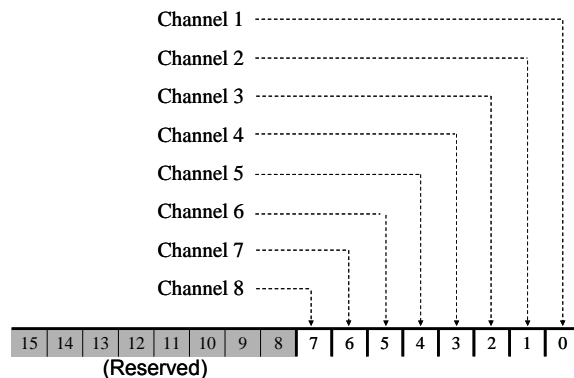 Channel 1
Channel 2
Channel 3
Channel 4
Channel 5
Channel 6
Channel 7
Channel 8
15 14 13 12 11 10 9 8 7 6 5 4 3 2 1 0
(Reserved)